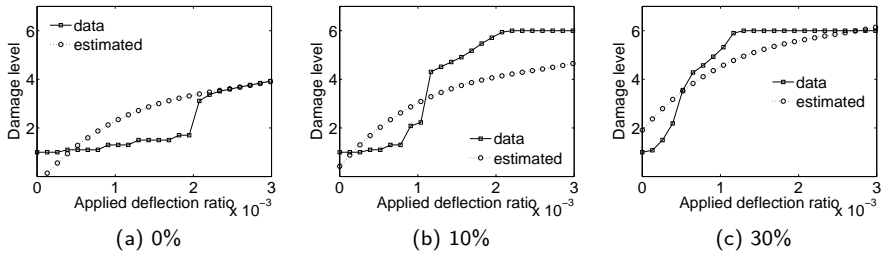 6
4
2
Damage level
data
estimated
0 1 2 3
Applied deflection ratio
x 10⁻³
(a) 0%
6
4
2
Damage level
data
estimated
0 1 2 3
Applied deflection ratio
x 10⁻³
(b) 10%
6
4
2
Damage level
data
estimated
0 1 2 3
Applied deflection ratio
x 10⁻³
(c) 30%